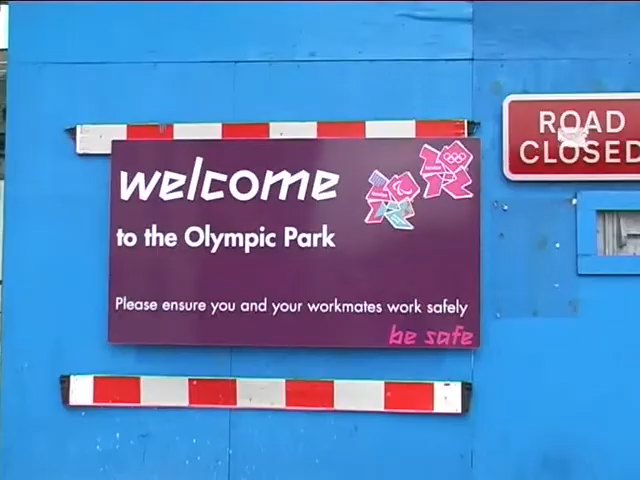 welcome
to the Olympic Park
Please ensure you and your workmates work safely
be safe
ROAD
CLOSED